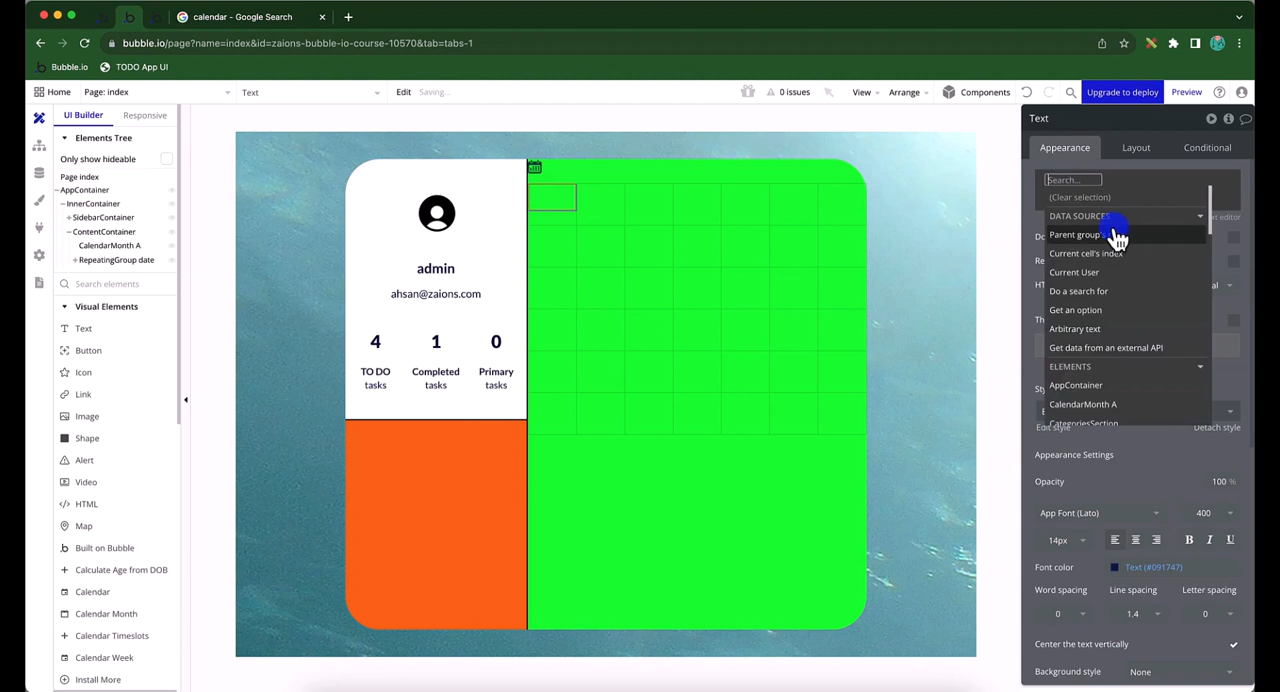 calendar - Google Search
bubble.io/page?name=index&id=zaions-bubble-io-course-10570&tab=tabs-1
Bubble.io
TODO App UI
Home
Page: index
Text
Edit
Saving...
0 issues
View
Arrange
Components
Upgrade to deploy
Preview
UI Builder
Responsive
Elements Tree
Only show hideable
Page index
AppContainer
InnerContainer
SidebarContainer
ContentContainer
CalendarMonth A
RepeatingGroup date
Search elements
Visual Elements
Text
Button
Icon
Link
Image
Shape
Alert
Video
HTML
Map
Built on Bubble
Calculate Age from DOB
Calendar
Calendar Month
Calendar Timeslots
Calendar Week
Install More
admin
ahsan@zaions.com
4 1 0
TO DO Completed Primary
tasks tasks tasks
Text
Appearance
Layout
Conditional
Search...
(Clear selection)
DATA SOURCES
Parent group's
Current cell's index
Current User
Do a search for
Get an option
Arbitrary text
Get data from an external API
ELEMENTS
AppContainer
CalendarMonth A
CategoriesSection
Edit style
Detach style
Appearance Settings
Opacity
100 %
App Font (Lato)
400
14px
B I U
Font color
Text (#091747)
Word spacing
Line spacing
Letter spacing
0
1.4
0
Center the text vertically
Background style
None